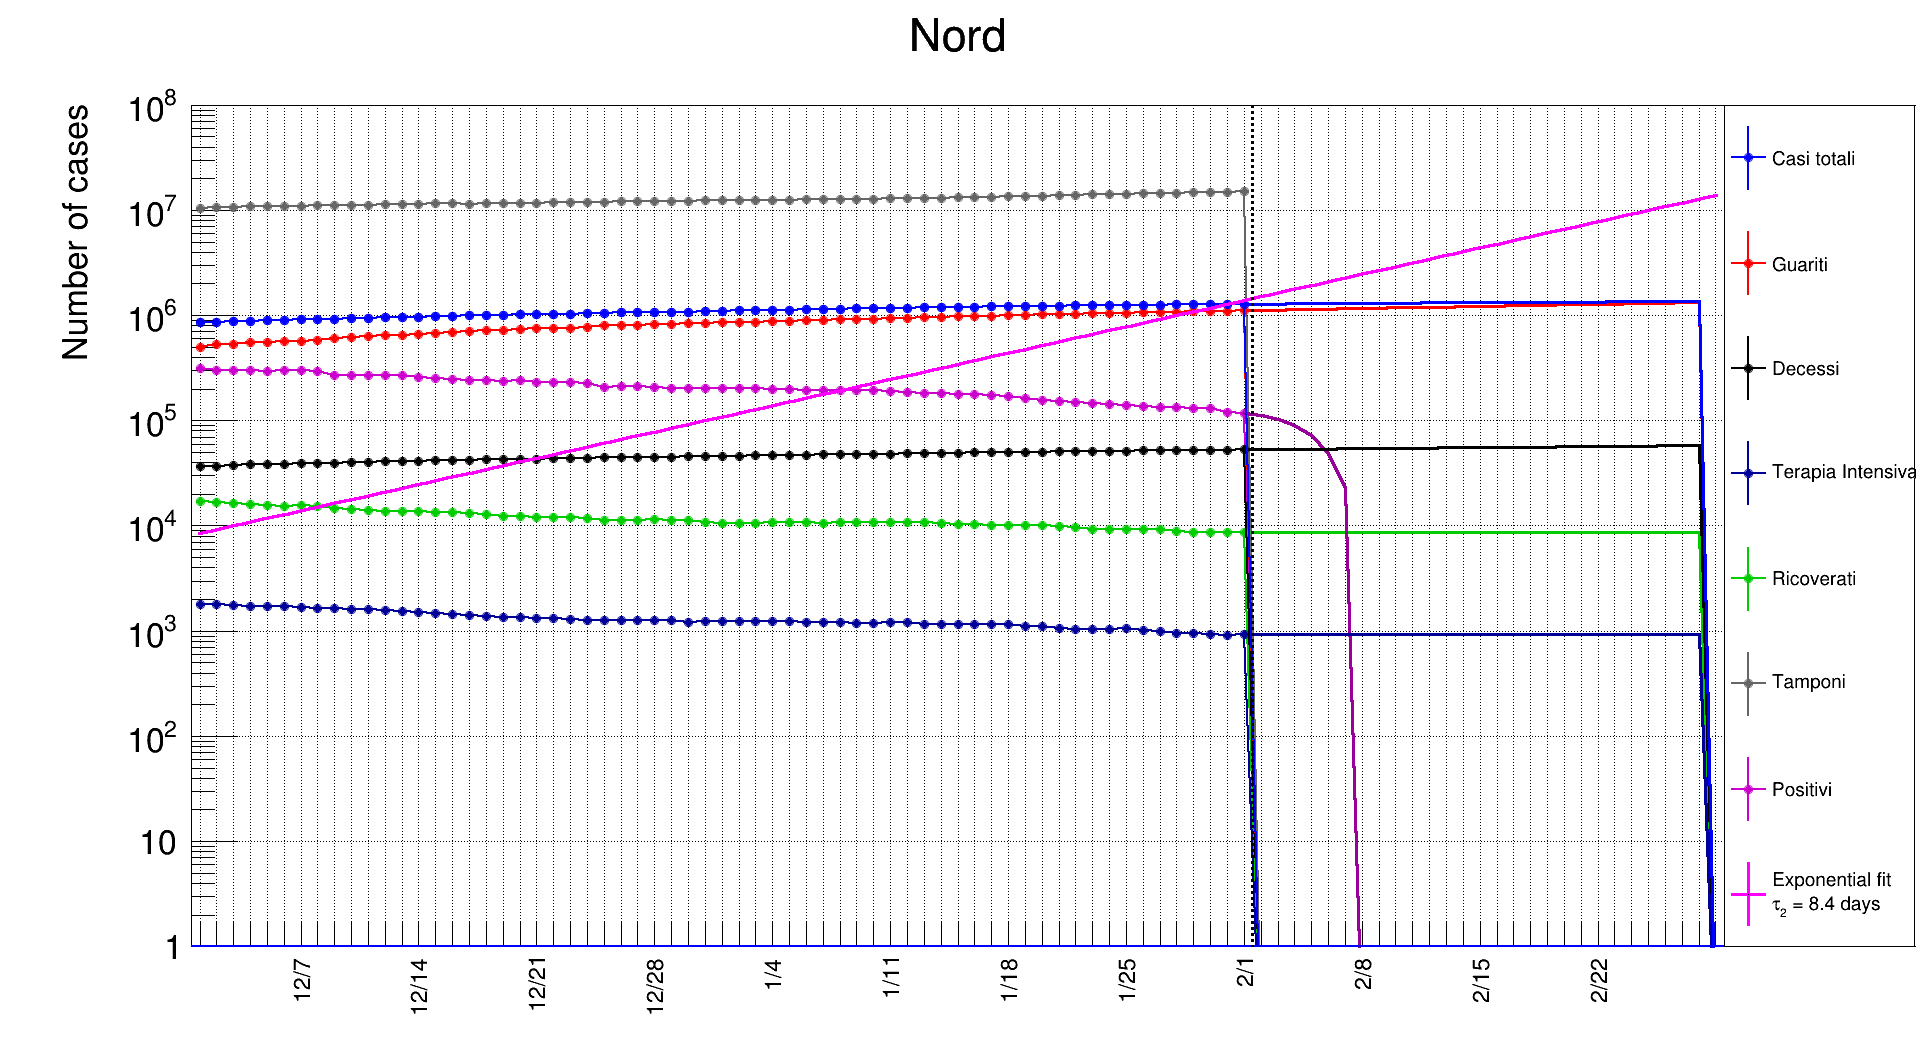 Nord
Number of cases
10^8
10^7
10^6
10^5
10^4
10^3
10^2
10
1
12/7
12/14
12/21
12/28
1/4
1/11
1/18
1/25
2/1
2/8
2/15
2/22
Casi totali
Guariti
Decessi
Terapia Intensiva
Ricoverati
Tamponi
Positivi
Exponential fit
τ_2 = 8.4 days